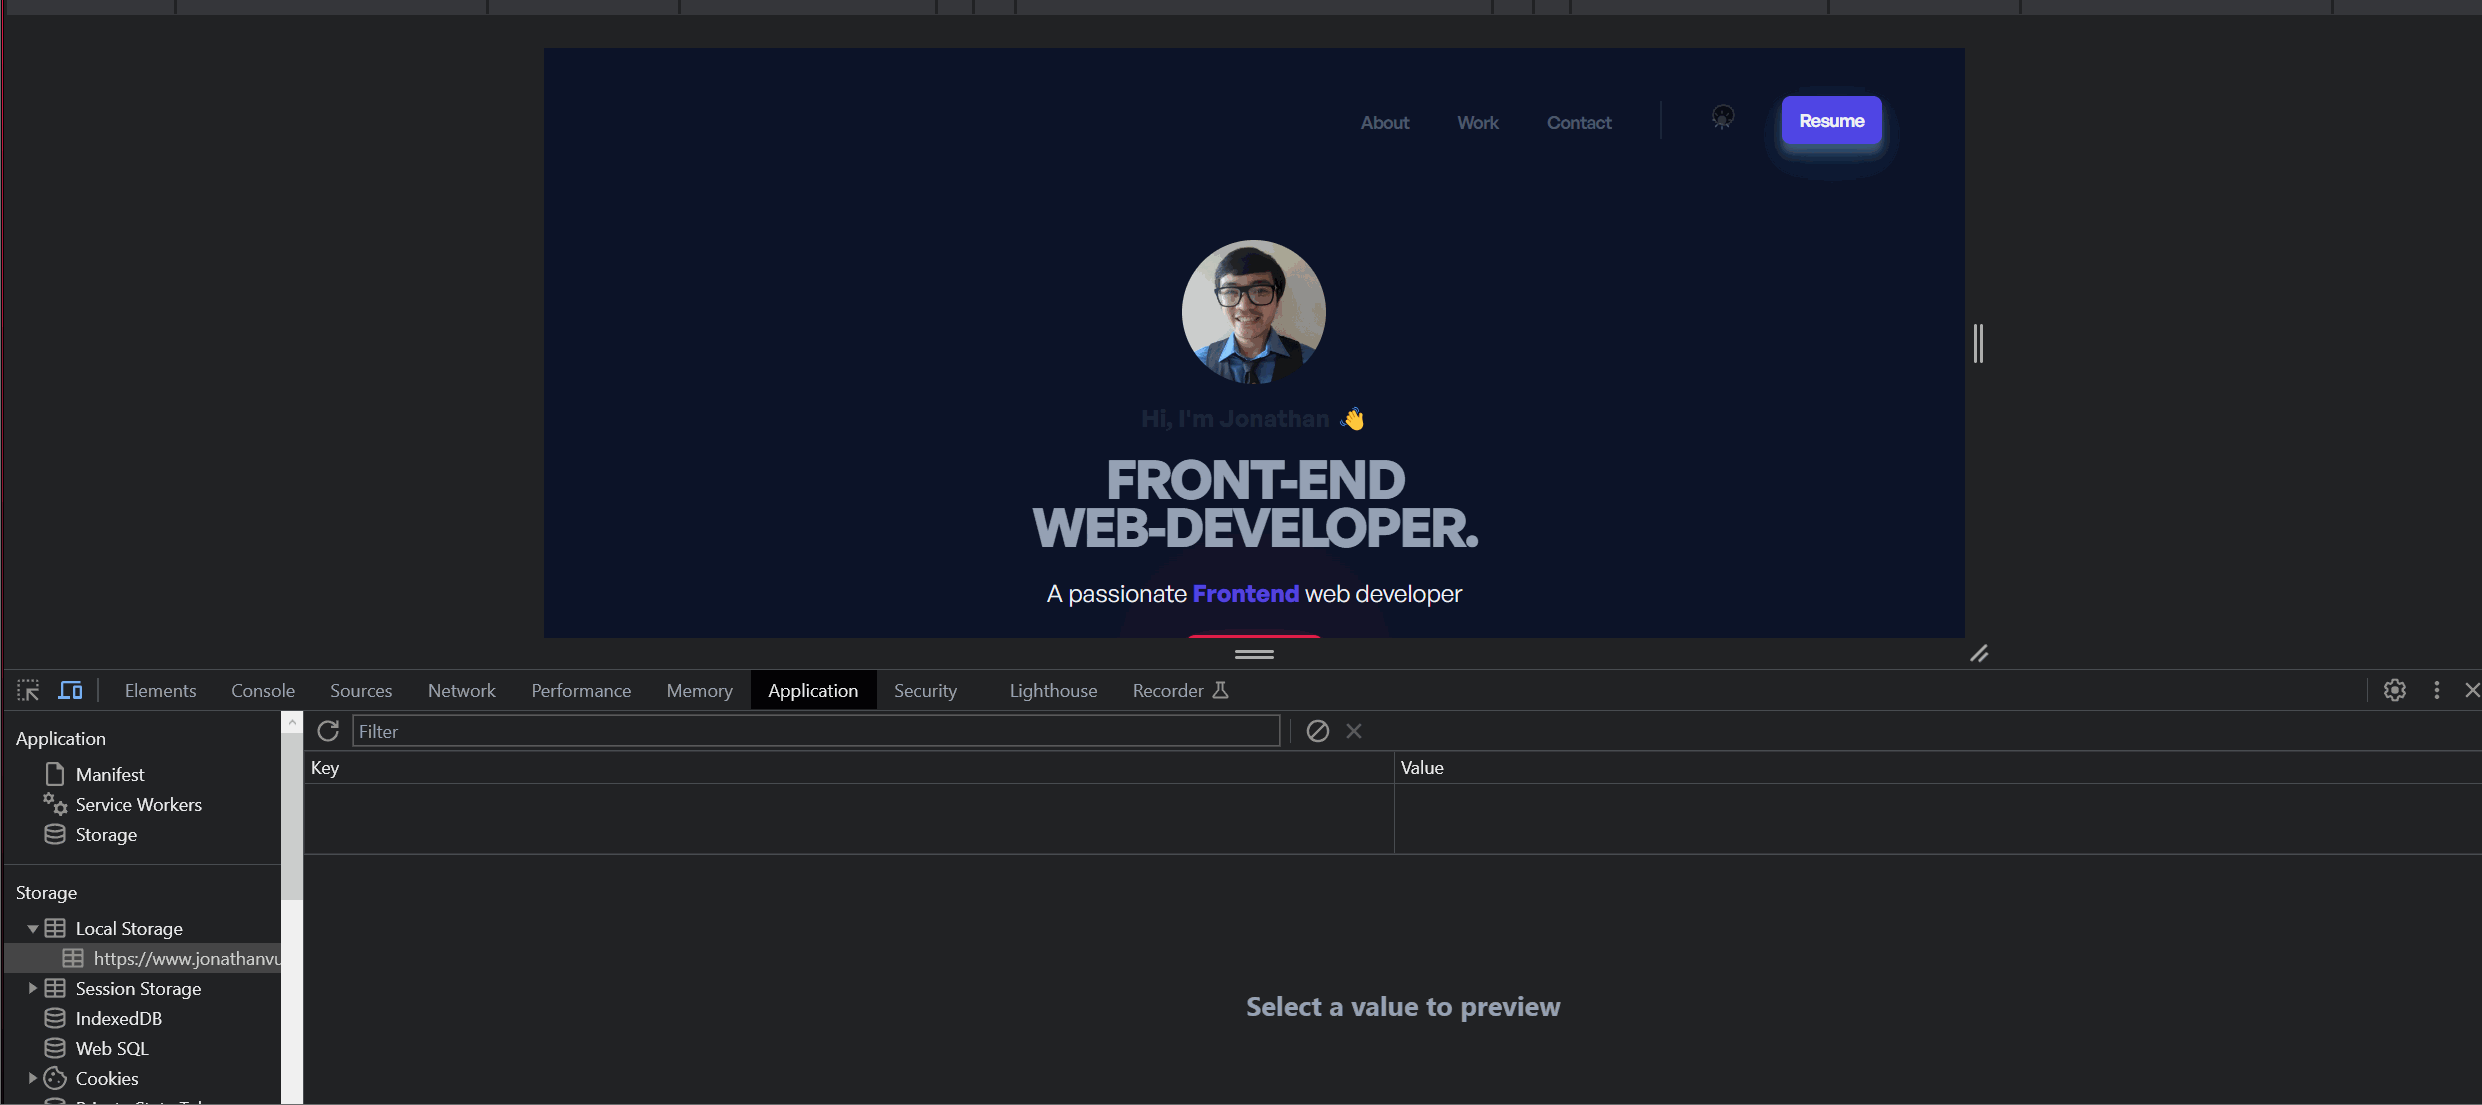 About Work Contact Resume
Hi, I'm Jonathan 👋
FRONT-END
WEB-DEVELOPER.
A passionate Frontend web developer
Elements Console Sources Network Performance Memory Application Security Lighthouse Recorder
Application
Filter
Key Value
Manifest
Service Workers
Storage
Storage
Local Storage
https://www.jonathanvu
Session Storage
Select a value to preview
IndexedDB
Web SQL
Cookies